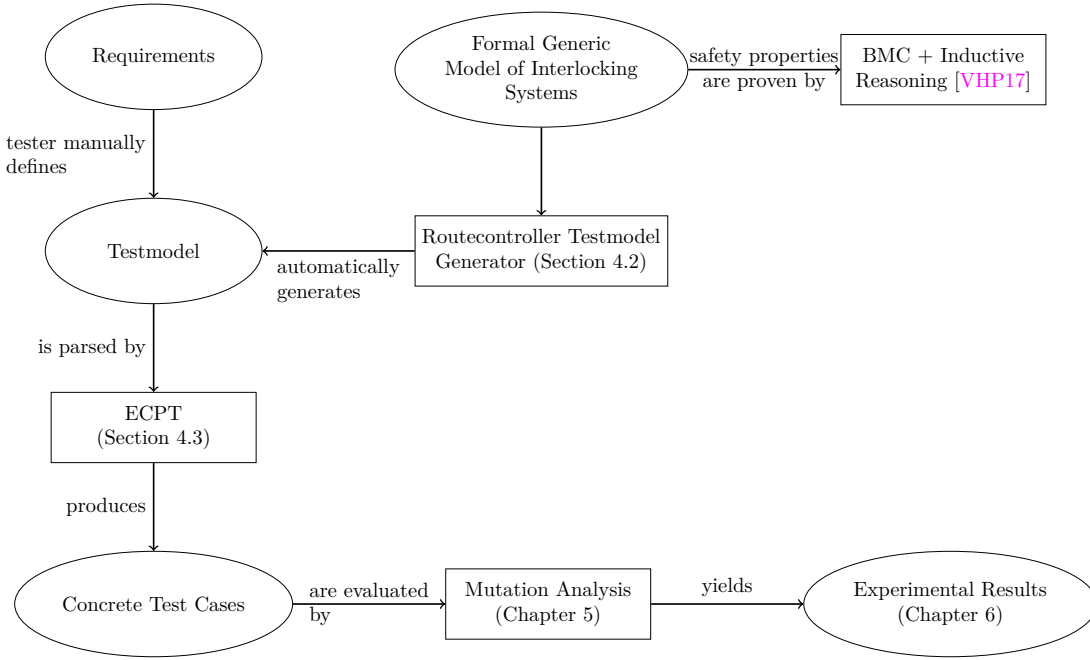 Requirements
Formal Generic
Model of Interlocking
Systems
safety properties
are proven by
BMC + Inductive
Reasoning [VHP17]
tester manually
defines
Testmodel
automatically
generates
Routecontroller Testmodel
Generator (Section 4.2)
is parsed by
ECPT
(Section 4.3)
produces
Concrete Test Cases
are evaluated
by
Mutation Analysis
(Chapter 5)
yields
Experimental Results
(Chapter 6)